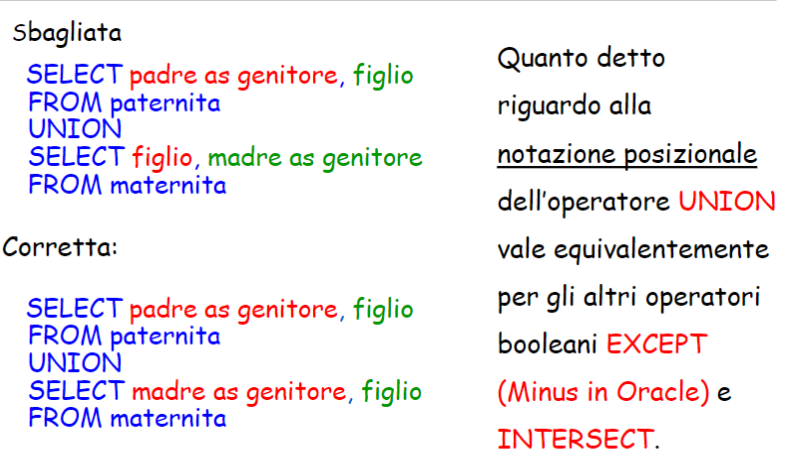 Sbagliata
SELECT padre as genitore, figlio
FROM paternita
UNION
SELECT figlio, madre as genitore
FROM maternita
Corretta:
SELECT padre as genitore, figlio
FROM paternita
UNION
SELECT madre as genitore, figlio
FROM maternita
Quanto detto
riguardo alla
notazione posizionale
dell'operatore UNION
vale equivalentemente
per gli altri operatori
booleani EXCEPT
(Minus in Oracle) e
INTERSECT.